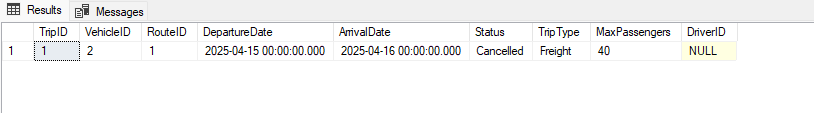 Results Messages
TripID VehicleID RouteID DepartureDate ArrivalDate Status TripType MaxPassengers DriverID
1 1 2 1 2025-04-15 00:00:00.000 2025-04-16 00:00:00.000 Cancelled Freight 40 NULL